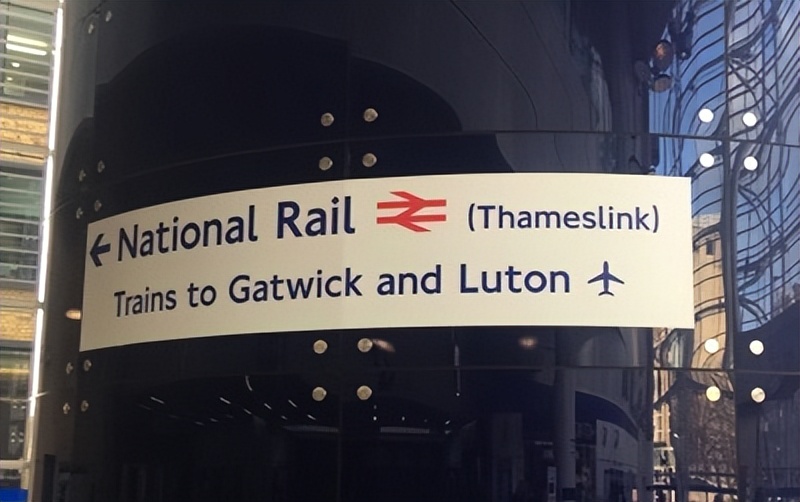 ← National Rail (Thameslink)
Trains to Gatwick and Luton